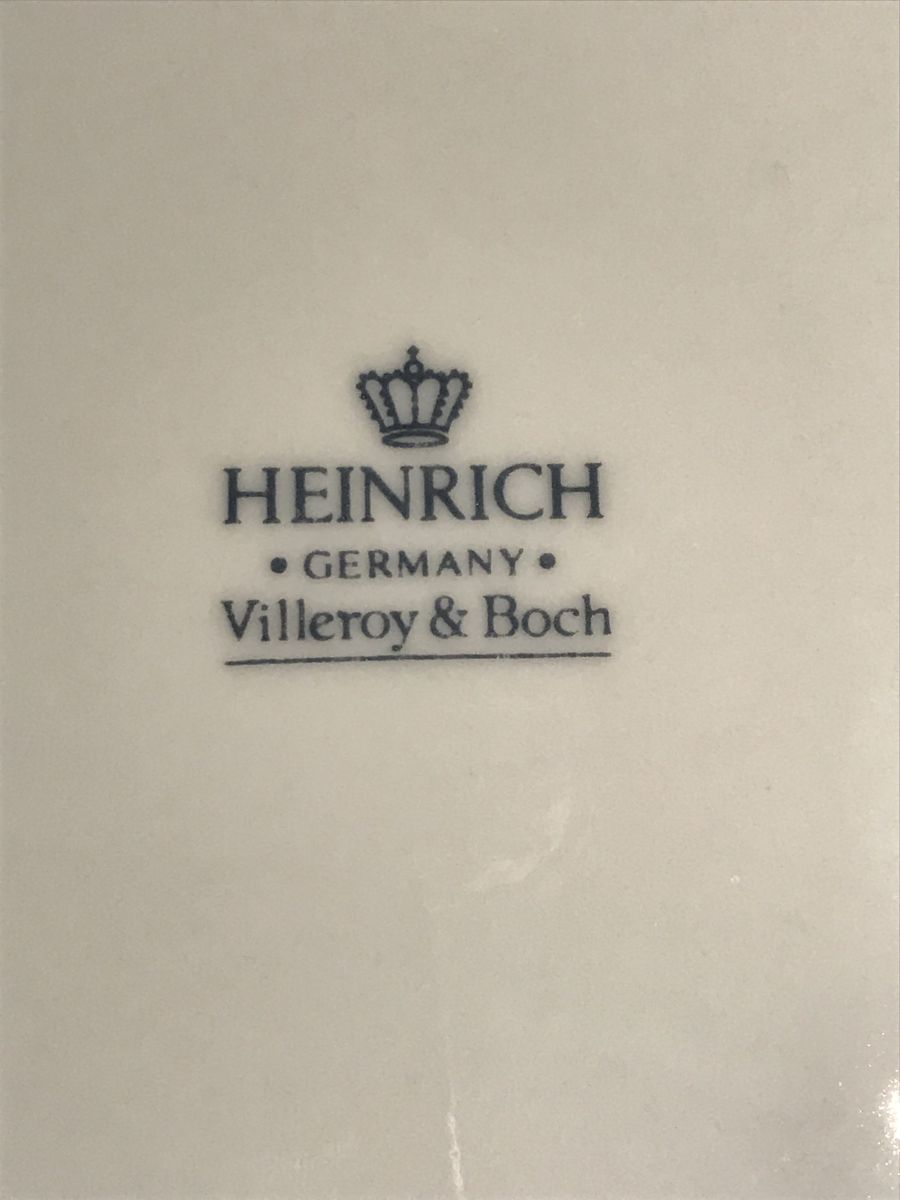 HEINRICH
• GERMANY •
Villeroy & Boch